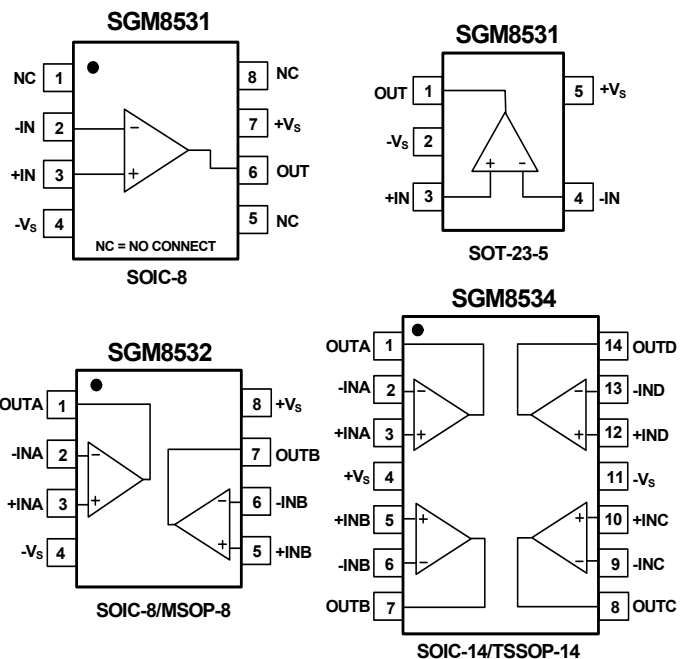 SGM8531
NC 1 8 NC
-IN 2 − 7 +VS
+IN 3 + 6 OUT
-VS 4 5 NC
NC = NO CONNECT
SOIC-8
SGM8531
OUT 1 5 +VS
-VS 2
+ -
+IN 3 4 -IN
SOT-23-5
SGM8532
OUTA 1 8 +VS
-INA 2 − 7 OUTB
+INA 3 + − 6 -INB
-VS 4 + 5 +INB
SOIC-8/MSOP-8
SGM8534
OUTA 1 14 OUTD
-INA 2 − − 13 -IND
+INA 3 + + 12 +IND
+VS 4 11 -VS
+INB 5 + + 10 +INC
-INB 6 − − 9 -INC
OUTB 7 8 OUTC
SOIC-14/TSSOP-14